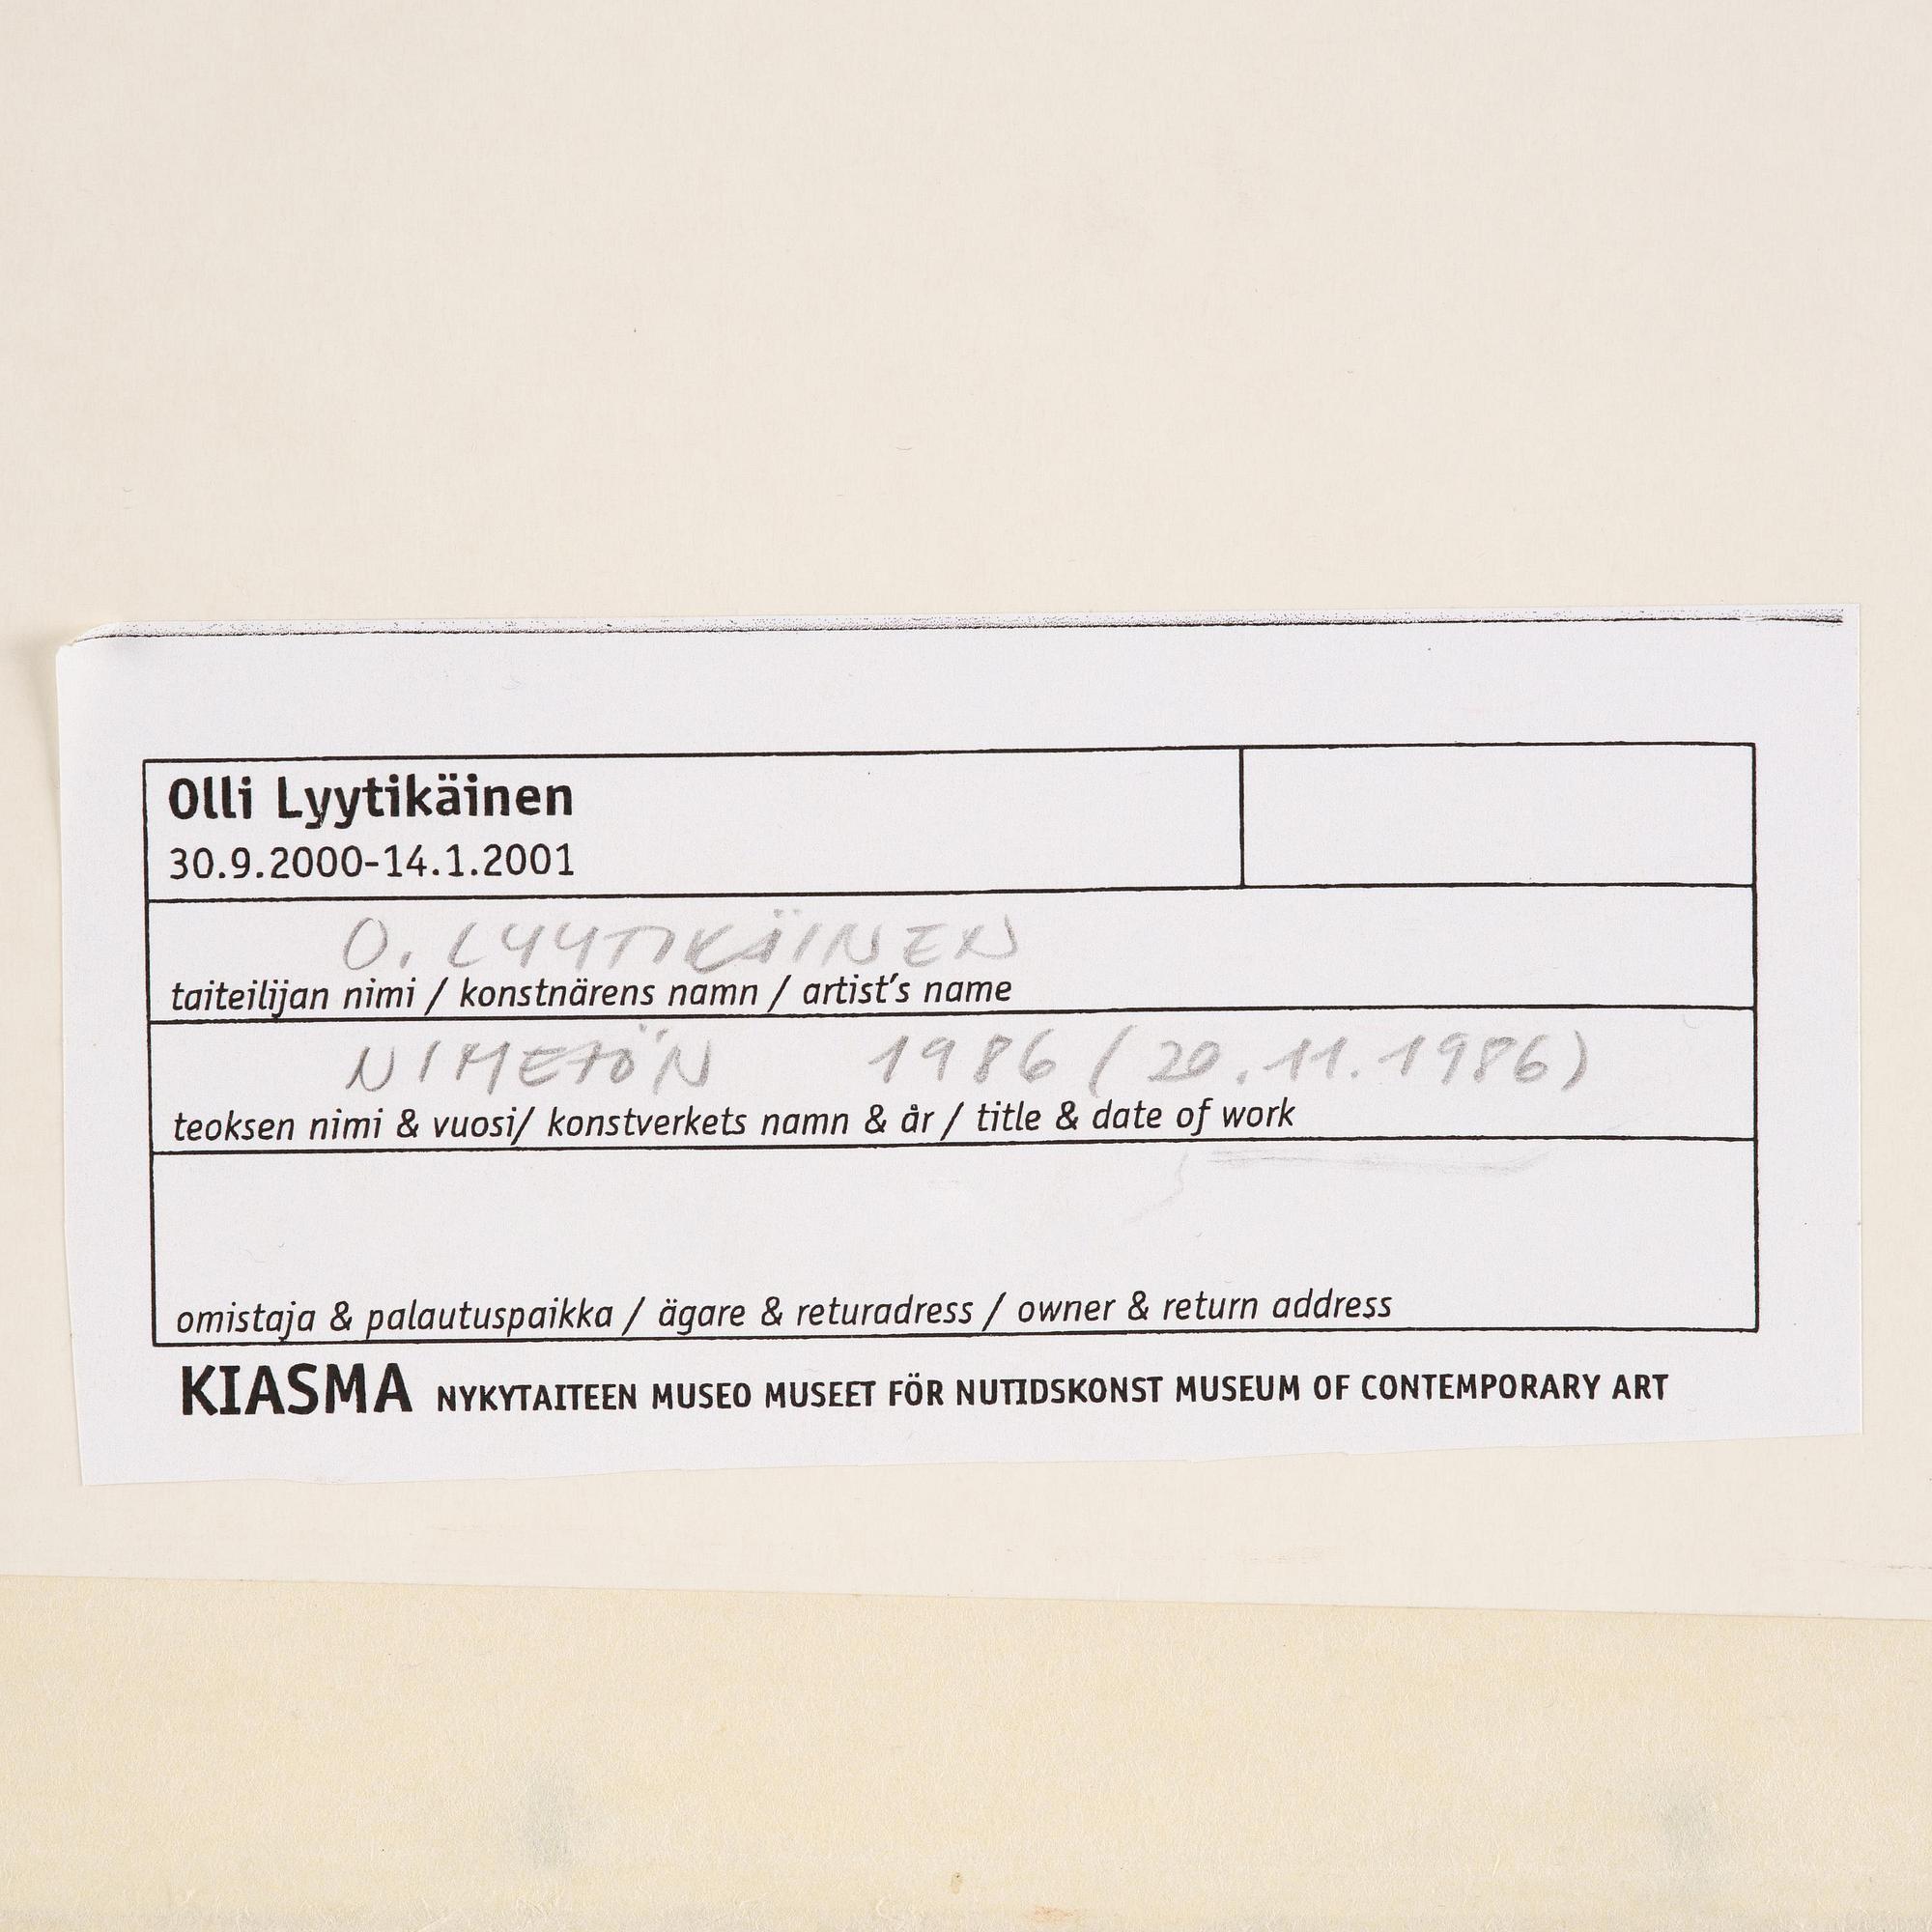 Olli Lyytikäinen
30.9.2000-14.1.2001
O. LYYTIKÄINEN
taiteilijan nimi / konstnärens namn / artist's name
NIMETÖN 1986 (20.11.1986)
teoksen nimi & vuosi/ konstverkets namn & år / title & date of work
omistaja & palautuspaikka / ägare & returadress / owner & return address
KIASMA NYKYTAITEEN MUSEO MUSEET FÖR NUTIDSKONST MUSEUM OF CONTEMPORARY ART